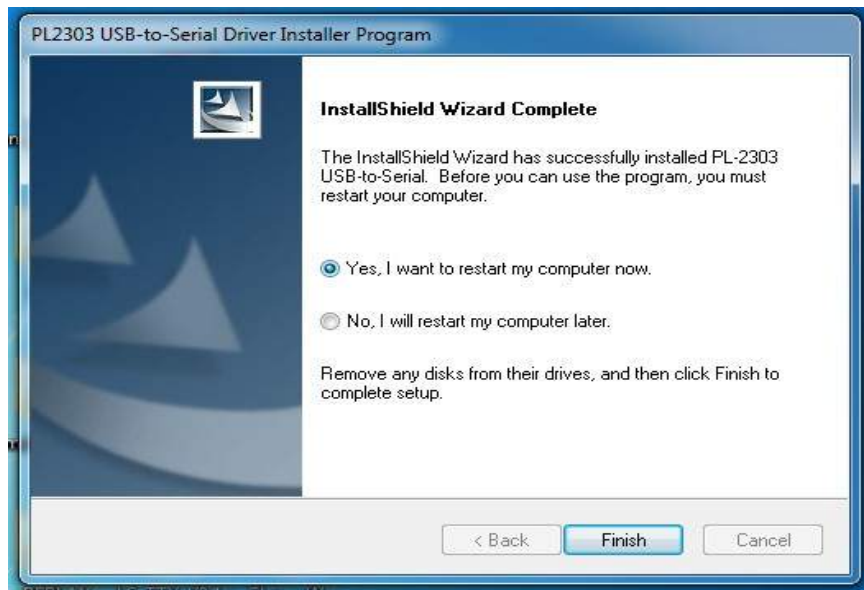 PL2303 USB-to-Serial Driver Installer Program
InstallShield Wizard Complete
The InstallShield Wizard has successfully installed PL-2303
USB-to-Serial. Before you can use the program, you must
restart your computer.
Yes, I want to restart my computer now.
No, I will restart my computer later.
Remove any disks from their drives, and then click Finish to
complete setup.
< Back
Finish
Cancel